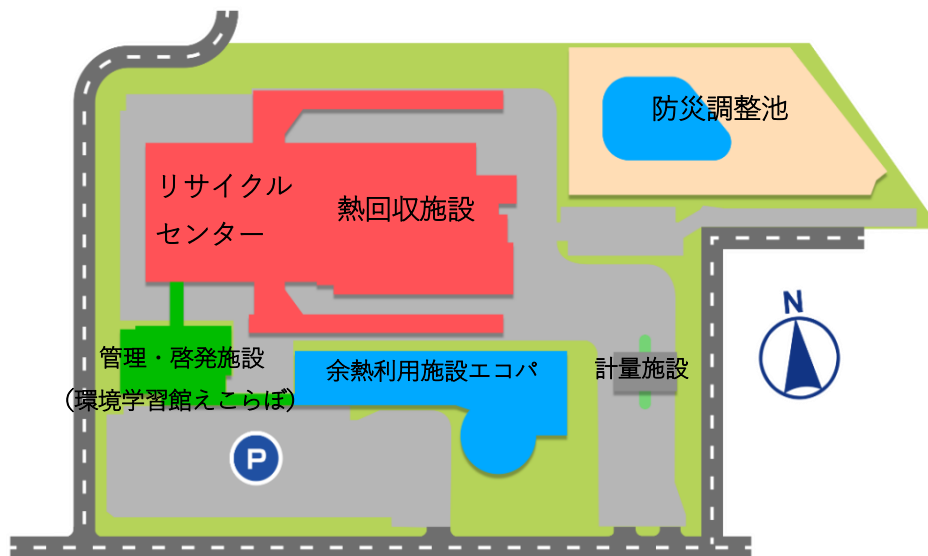 防災調整池
リサイクル
センター
熱回収施設
N
管理・啓発施設
（環境学習館えこらぼ）
余熱利用施設エコパ
計量施設
P